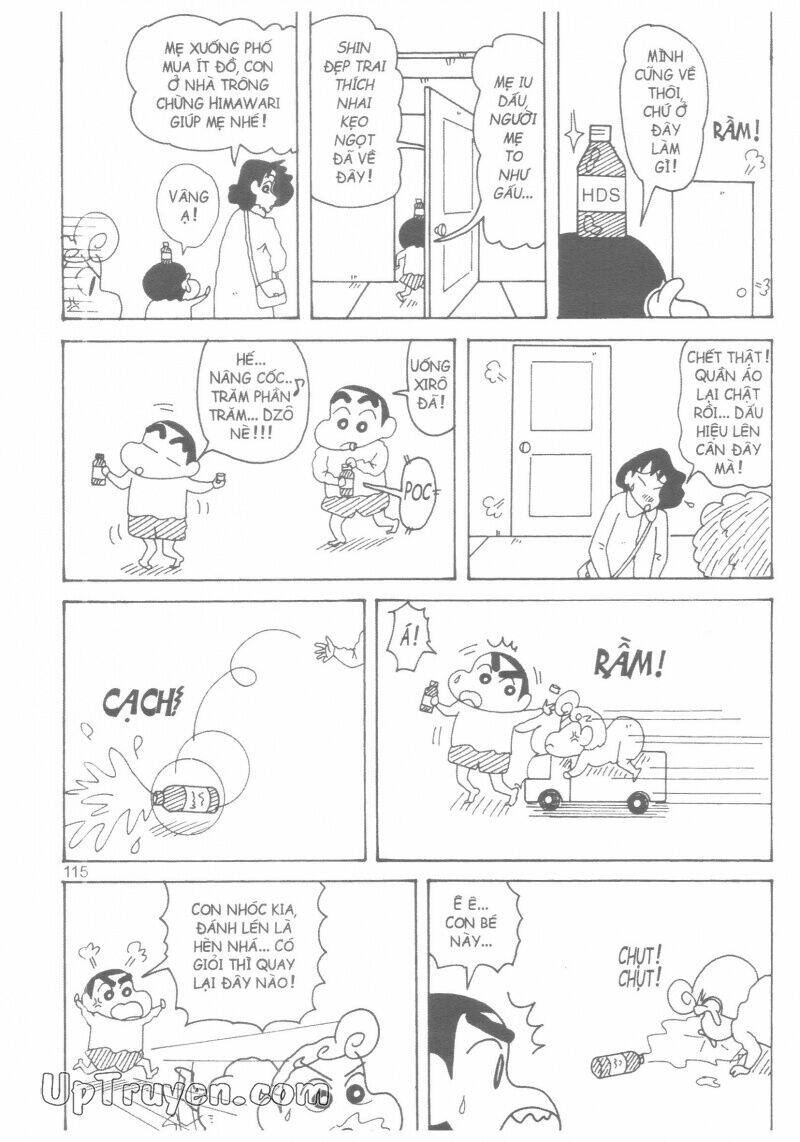 MÌNH
CŨNG VỀ
THÔI,
CHỨ Ở
ĐÂY
LÀM
GÌ!
RẦM!
HDS
MẸ IU
DẤU,
NGƯỜI
MẸ
TO
NHƯ
GẤU...
SHIN
ĐẸP TRAI
THÍCH
NHAI
KẸO
NGỌT
ĐÃ VỀ
ĐÂY!
MẸ XUỐNG PHỐ
MUA ÍT ĐỒ, CON
Ở NHÀ TRÔNG
CHỪNG HIMAWARI
GIÚP MẸ NHÉ!
VÂNG
Ạ!
CHẾT THẬT!
QUẦN ÁO
LẠI CHẬT
RỒI... DẤU
HIỆU LÊN
CÂN ĐÂY
MÀ!
UỐNG
XIRÔ
ĐÃ!
POC
HÉ...
NÂNG CỐC..
TRĂM PHẦN
TRĂM... DZÔ
NÈ!!!
RẦM!
Á!
CẠCH!
115
CHỤT!
CHỤT!
Ê Ê...
CON BÉ
NÀY...
CON NHÓC KIA,
ĐÁNH LÉN LÀ
HÈN NHÁ... CÓ
GIỎI THÌ QUAY
LẠI ĐÂY NÀO!
UPTRUYEN.COM